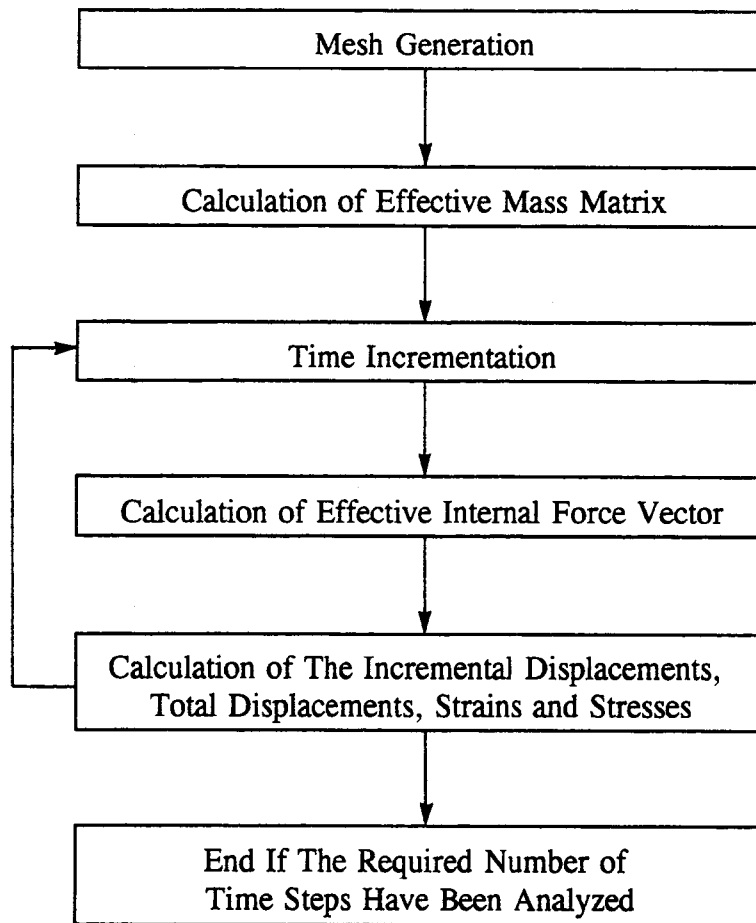 Mesh Generation
Calculation of Effective Mass Matrix
Time Incrementation
Calculation of Effective Internal Force Vector
Calculation of The Incremental Displacements,
Total Displacements, Strains and Stresses
End If The Required Number of
Time Steps Have Been Analyzed